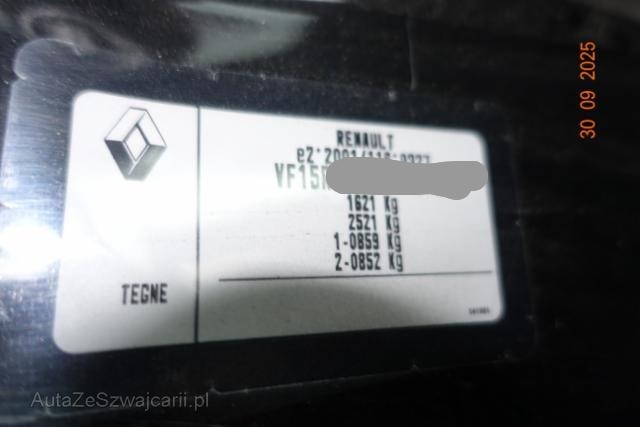 RENAULT
e2*2001/116*0327
VF15R
1621 Kg
2521 Kg
1-0859 Kg
2-0852 Kg
TEGNE
30 09 2025
AutaZeSzwajcarii.pl